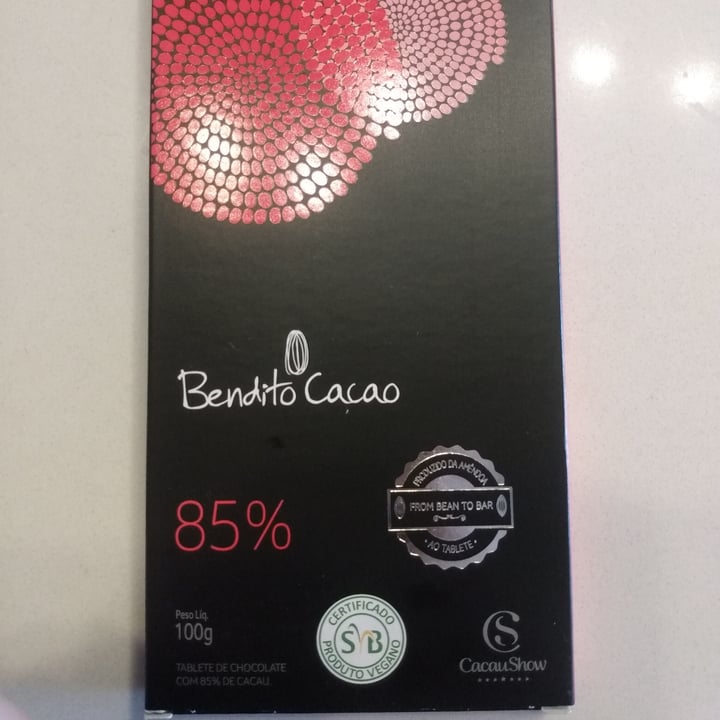 Bendito Cacao
85%
PRODUZIDO DA AMÊNDOA
FROM BEAN TO BAR
• AO TABLETE •
Peso Líq.
100g
TABLETE DE CHOCOLATE
COM 85% DE CACAU.
CERTIFICADO
SVB
PRODUTO VEGANO
CacauShow